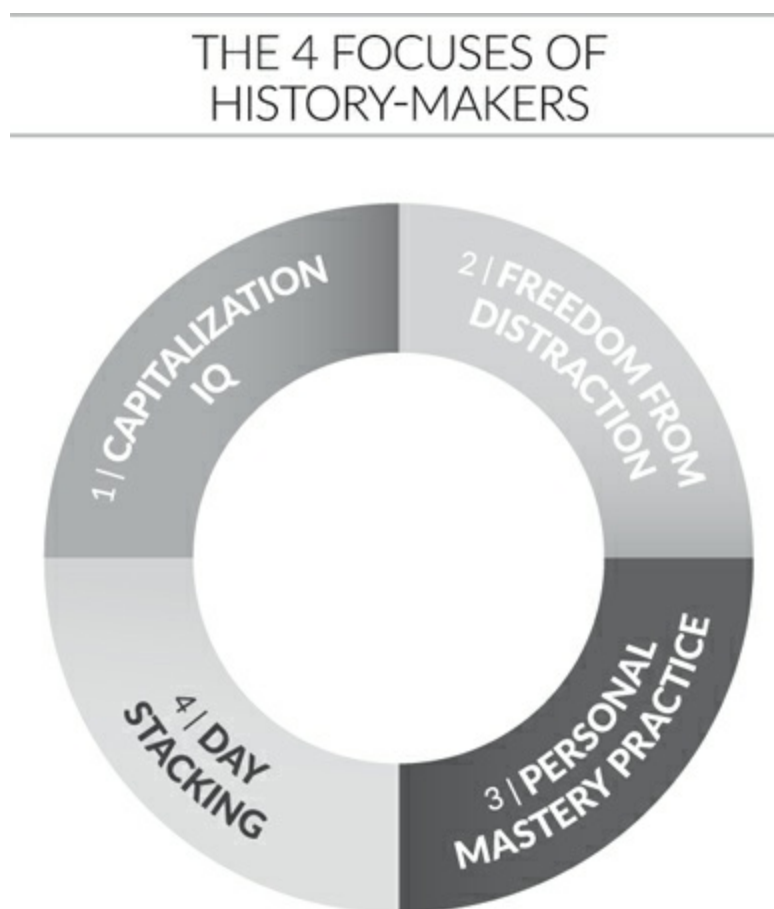 THE 4 FOCUSES OF
HISTORY-MAKERS
1 | CAPITALIZATION
IQ
2 | FREEDOM FROM
DISTRACTION
3 | PERSONAL
MASTERY PRACTICE
4 | DAY
STACKING